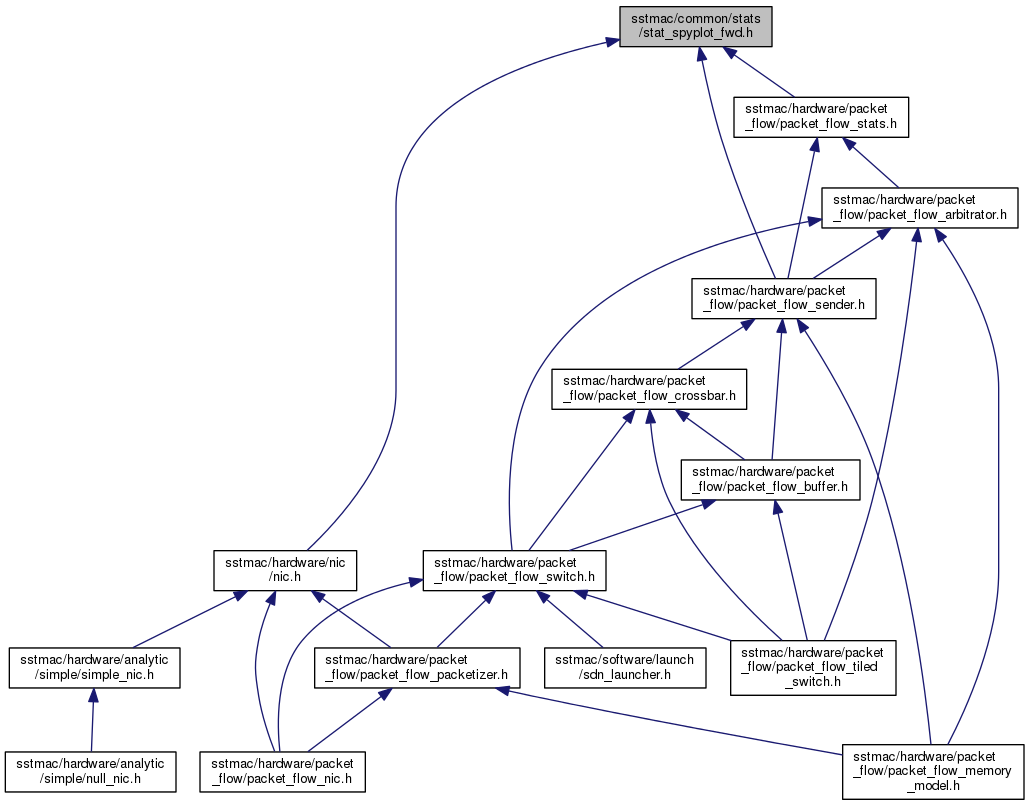 sstmac/common/stats
/stat_spyplot_fwd.h
sstmac/hardware/packet
_flow/packet_flow_stats.h
sstmac/hardware/packet
_flow/packet_flow_arbitrator.h
sstmac/hardware/packet
_flow/packet_flow_sender.h
sstmac/hardware/packet
_flow/packet_flow_crossbar.h
sstmac/hardware/packet
_flow/packet_flow_buffer.h
sstmac/hardware/nic
/nic.h
sstmac/hardware/packet
_flow/packet_flow_switch.h
sstmac/hardware/analytic
/simple/simple_nic.h
sstmac/hardware/packet
_flow/packet_flow_packetizer.h
sstmac/software/launch
/sdn_launcher.h
sstmac/hardware/packet
_flow/packet_flow_tiled
_switch.h
sstmac/hardware/analytic
/simple/null_nic.h
sstmac/hardware/packet
_flow/packet_flow_nic.h
sstmac/hardware/packet
_flow/packet_flow_memory
_model.h